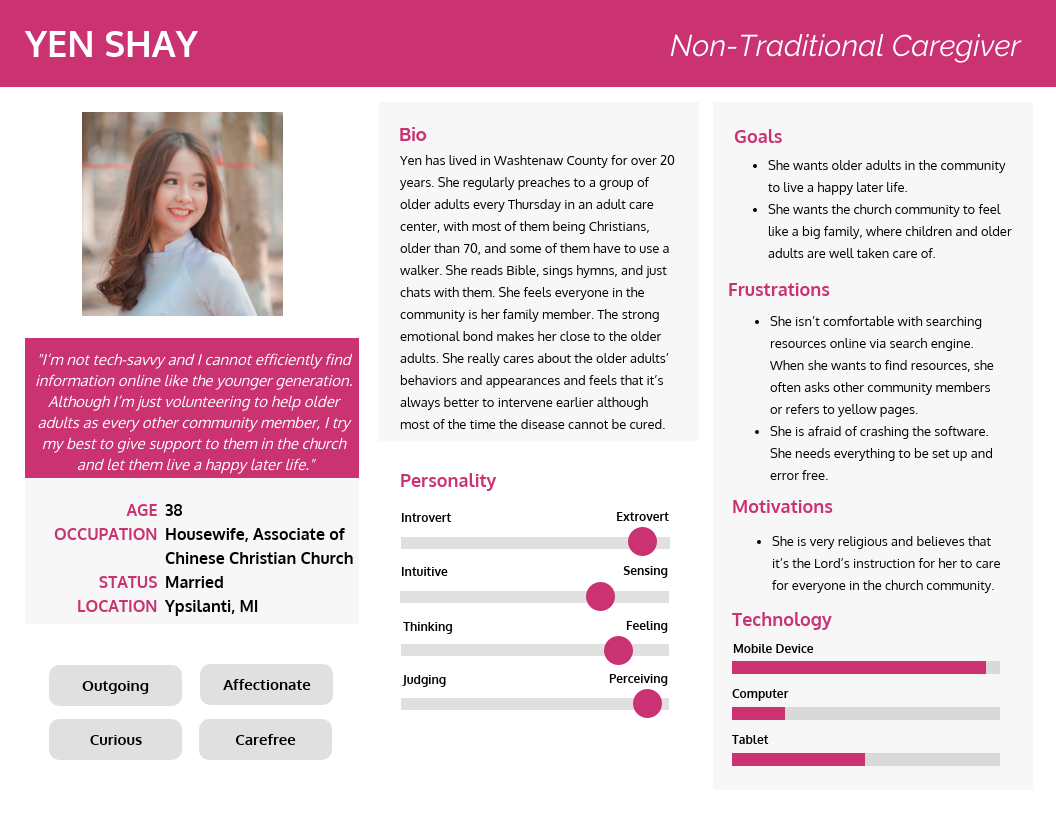 YEN SHAY
Non-Traditional Caregiver
"I’m not tech-savvy and I cannot efficiently find
information online like the younger generation.
Although I’m just volunteering to help older
adults as every other community member, I try
my best to give support to them in the church
and let them live a happy later life."
AGE 38
OCCUPATION Housewife, Associate of
Chinese Christian Church
STATUS Married
LOCATION Ypsilanti, MI
Outgoing
Affectionate
Curious
Carefree
Bio
Yen has lived in Washtenaw County for over 20
years. She regularly preaches to a group of
older adults every Thursday in an adult care
center, with most of them being Christians,
older than 70, and some of them have to use a
walker. She reads Bible, sings hymns, and just
chats with them. She feels everyone in the
community is her family member. The strong
emotional bond makes her close to the older
adults. She really cares about the older adults’
behaviors and appearances and feels that it’s
always better to intervene earlier although
most of the time the disease cannot be cured.
Personality
Introvert Extrovert
Intuitive Sensing
Thinking Feeling
Judging Perceiving
Goals
• She wants older adults in the community
to live a happy later life.
• She wants the church community to feel
like a big family, where children and older
adults are well taken care of.
Frustrations
• She isn’t comfortable with searching
resources online via search engine.
When she wants to find resources, she
often asks other community members
or refers to yellow pages.
• She is afraid of crashing the software.
She needs everything to be set up and
error free.
Motivations
• She is very religious and believes that
it’s the Lord’s instruction for her to care
for everyone in the church community.
Technology
Mobile Device
Computer
Tablet